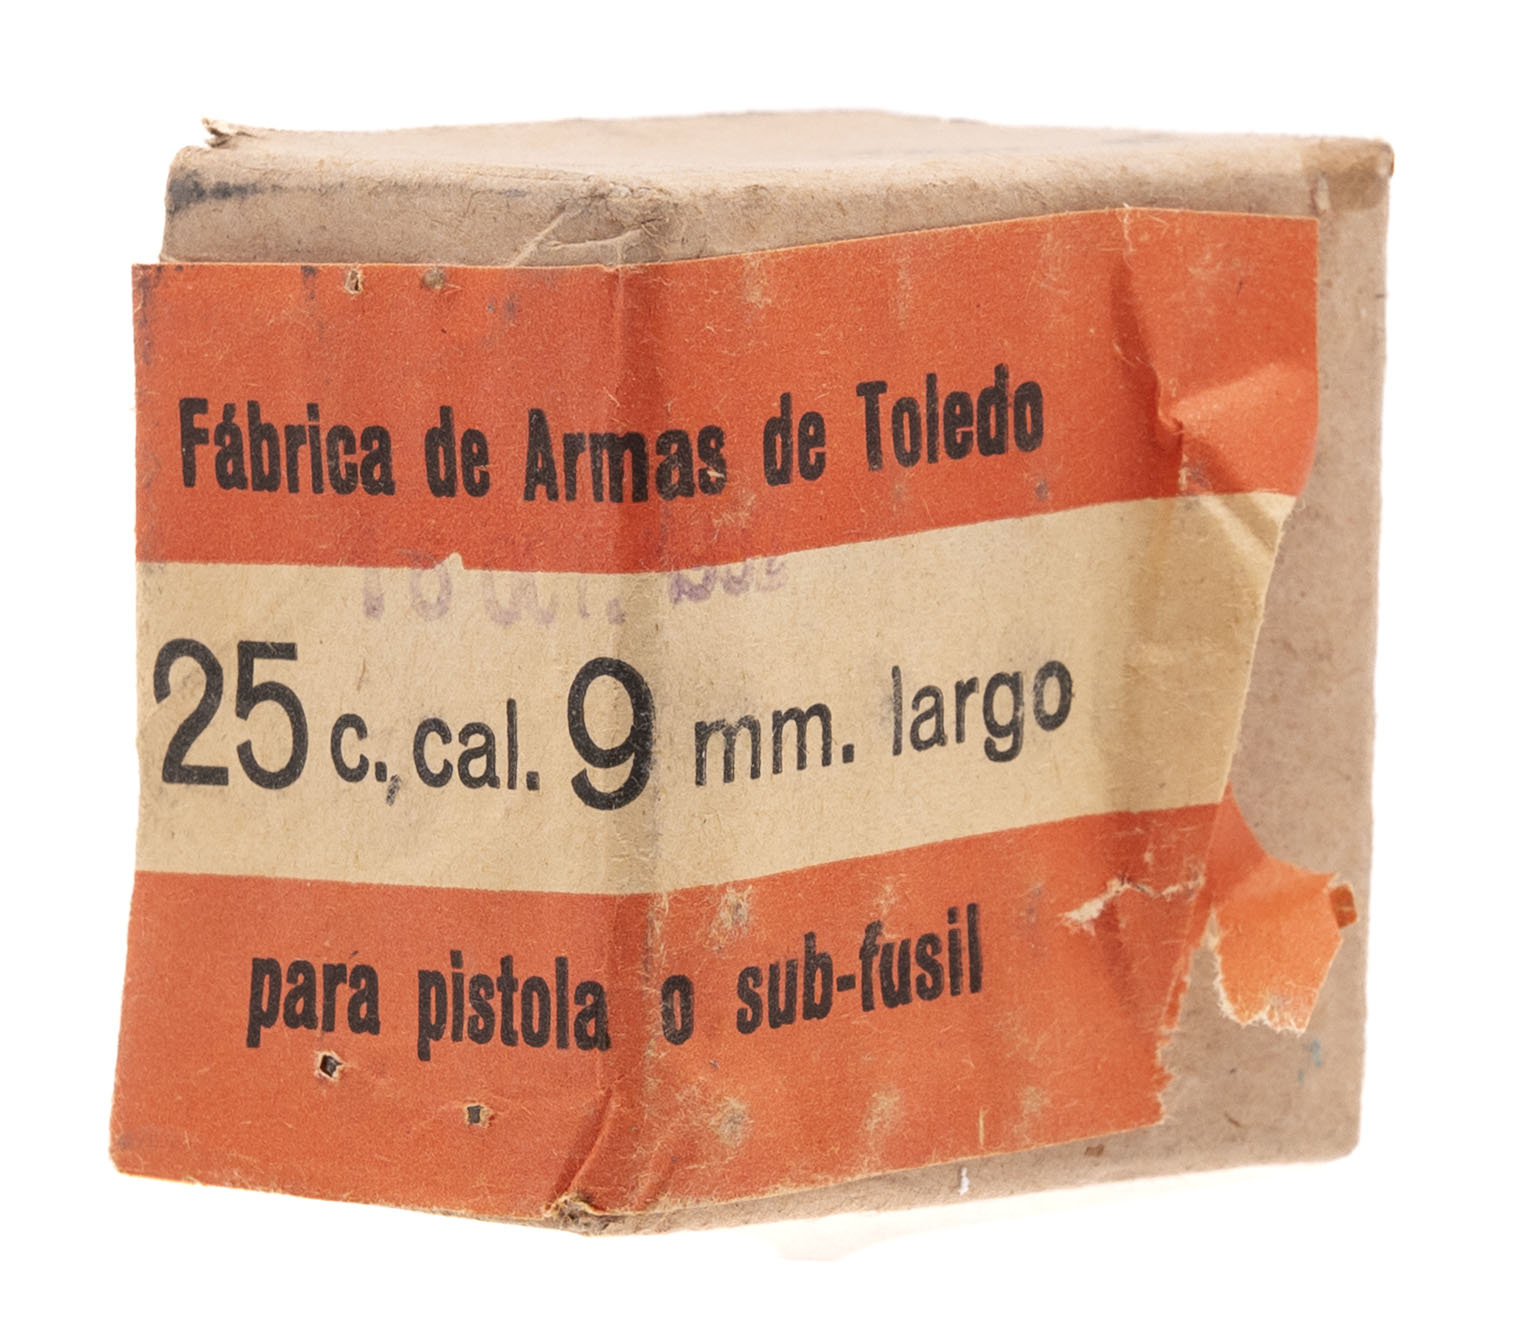 Fábrica de Armas de Toledo
25 c., cal. 9 mm. largo
para pistola o sub-fusil